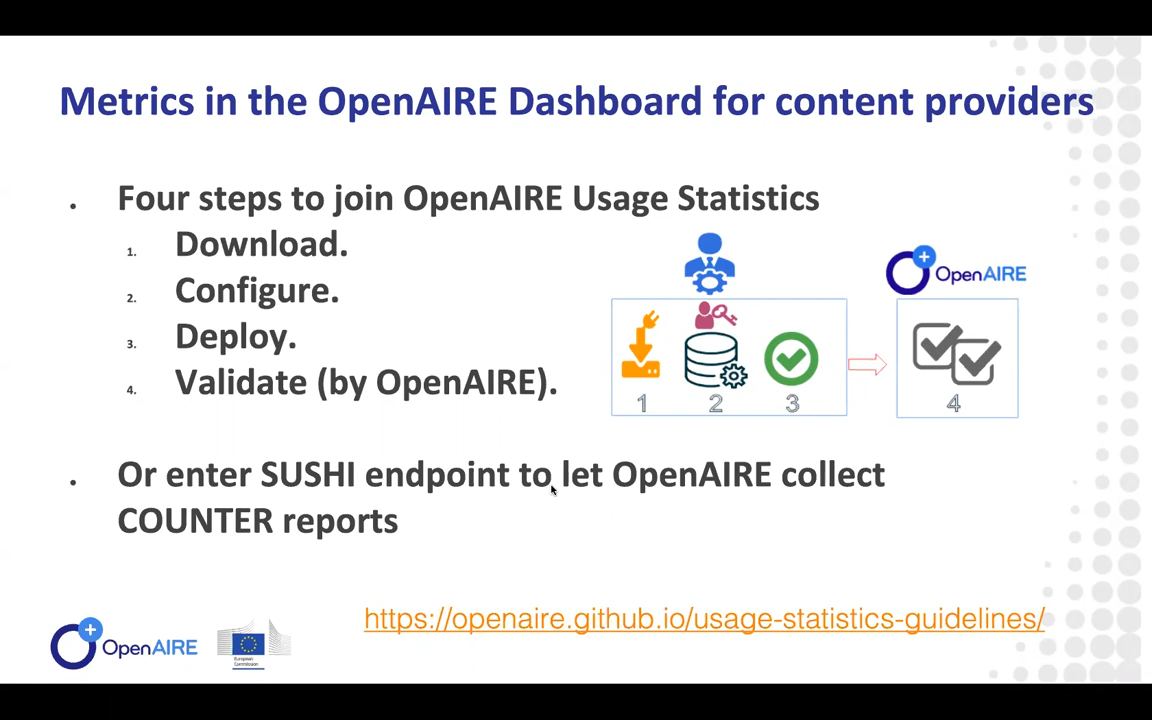 Metrics in the OpenAIRE Dashboard for content providers
• Four steps to join OpenAIRE Usage Statistics
1. Download.
2. Configure.
3. Deploy.
4. Validate (by OpenAIRE).
OpenAIRE
1 2 3 4
• Or enter SUSHI endpoint to let OpenAIRE collect
COUNTER reports
https://openaire.github.io/usage-statistics-guidelines/
OpenAIRE
European
Commission